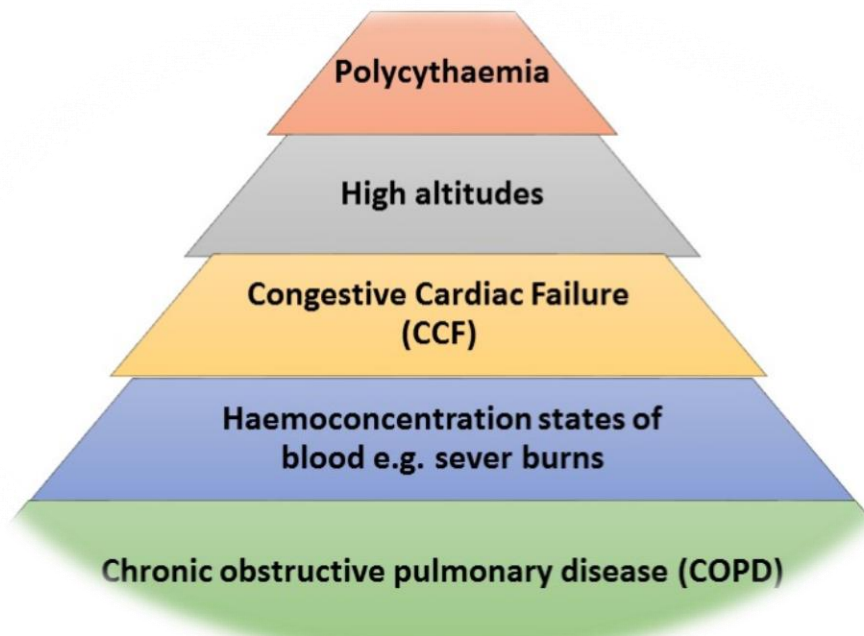 Polycythaemia
High altitudes
Congestive Cardiac Failure
(CCF)
Haemoconcentration states of
blood e.g. sever burns
Chronic obstructive pulmonary disease (COPD)